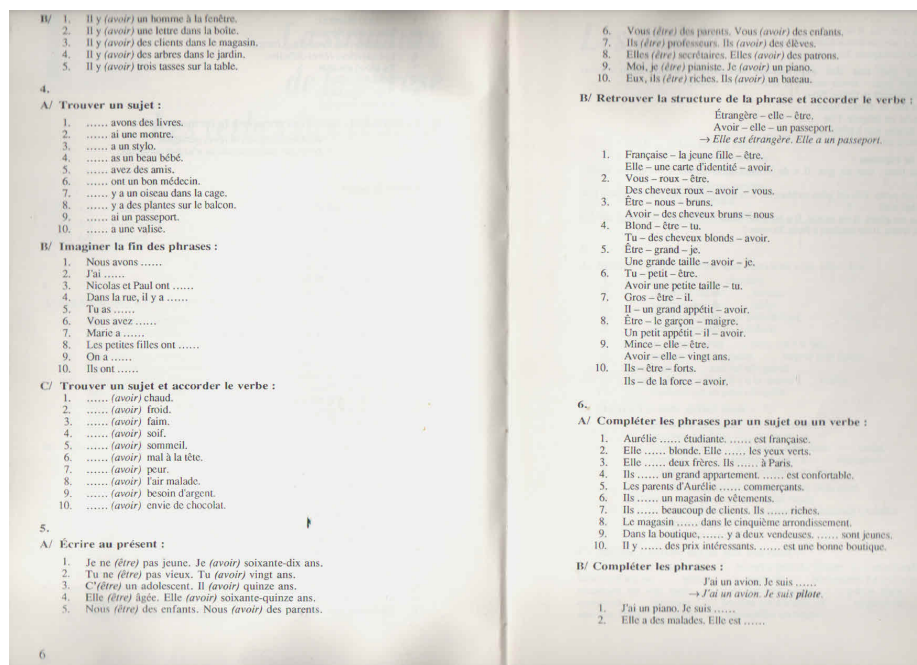 B/ 1. Il y (avoir) un homme à la fenêtre.
2. Il y (avoir) une lettre dans la boîte.
3. Il y (avoir) des clients dans le magasin.
4. Il y (avoir) des arbres dans le jardin.
5. Il y (avoir) trois tasses sur la table.
4.
A/ Trouver un sujet :
1. ...... avons des livres.
2. ...... ai une montre.
3. ...... a un stylo.
4. ...... as un beau bébé.
5. ...... avez des amis.
6. ...... ont un bon médecin.
7. ...... y a un oiseau dans la cage.
8. ...... y a des plantes sur le balcon.
9. ...... ai un passeport.
10. ...... a une valise.
B/ Imaginer la fin des phrases :
1. Nous avons ......
2. J'ai ......
3. Nicolas et Paul ont ......
4. Dans la rue, il y a ......
5. Tu as ......
6. Vous avez ......
7. Marie a ......
8. Les petites filles ont ......
9. On a ......
10. Ils ont ......
C/ Trouver un sujet et accorder le verbe :
1. ...... (avoir) chaud.
2. ...... (avoir) froid.
3. ...... (avoir) faim.
4. ...... (avoir) soif.
5. ...... (avoir) sommeil.
6. ...... (avoir) mal à la tête.
7. ...... (avoir) peur.
8. ...... (avoir) l'air malade.
9. ...... (avoir) besoin d'argent.
10. ...... (avoir) envie de chocolat.
5.
A/ Écrire au présent :
1. Je ne (être) pas jeune. Je (avoir) soixante-dix ans.
2. Tu ne (être) pas vieux. Tu (avoir) vingt ans.
3. C'(être) un adolescent. Il (avoir) quinze ans.
4. Elle (être) âgée. Elle (avoir) soixante-quinze ans.
5. Nous (être) des enfants. Nous (avoir) des parents.
6
6. Vous (être) des parents. Vous (avoir) des enfants.
7. Ils (être) professeurs. Ils (avoir) des élèves.
8. Elles (être) secrétaires. Elles (avoir) des patrons.
9. Moi, je (être) pianiste. Je (avoir) un piano.
10. Eux, ils (être) riches. Ils (avoir) un bateau.
B/ Retrouver la structure de la phrase et accorder le verbe :
Étrangère – elle – être.
Avoir – elle – un passeport.
→ Elle est étrangère. Elle a un passeport.
1. Française – la jeune fille – être.
Elle – une carte d'identité – avoir.
2. Vous – roux – être.
Des cheveux roux – avoir – vous.
3. Être – nous – bruns.
Avoir – des cheveux bruns – nous
4. Blond – être – tu.
Tu – des cheveux blonds – avoir.
5. Être – grand – je.
Une grande taille – avoir – je.
6. Tu – petit – être.
Avoir une petite taille – tu.
7. Gros – être – il.
Il – un grand appétit – avoir.
8. Être – le garçon – maigre.
Un petit appétit – il – avoir.
9. Mince – elle – être.
Avoir – elle – vingt ans.
10. Ils – être – forts.
Ils – de la force – avoir.
6.
A/ Compléter les phrases par un sujet ou un verbe :
1. Aurélie ...... étudiante. ...... est française.
2. Elle ...... blonde. Elle ...... les yeux verts.
3. Elle ...... deux frères. Ils ...... à Paris.
4. Ils ...... un grand appartement. ...... est confortable.
5. Les parents d'Aurélie ...... commerçants.
6. Ils ...... un magasin de vêtements.
7. Ils ...... beaucoup de clients. Ils ...... riches.
8. Le magasin ...... dans le cinquième arrondissement.
9. Dans la boutique, ...... y a deux vendeuses. ...... sont jeunes.
10. Il y ...... des prix intéressants. ...... est une bonne boutique.
B/ Compléter les phrases :
J'ai un avion. Je suis ......
→ J'ai un avion. Je suis pilote.
1. J'ai un piano. Je suis ......
2. Elle a des malades. Elle est ......